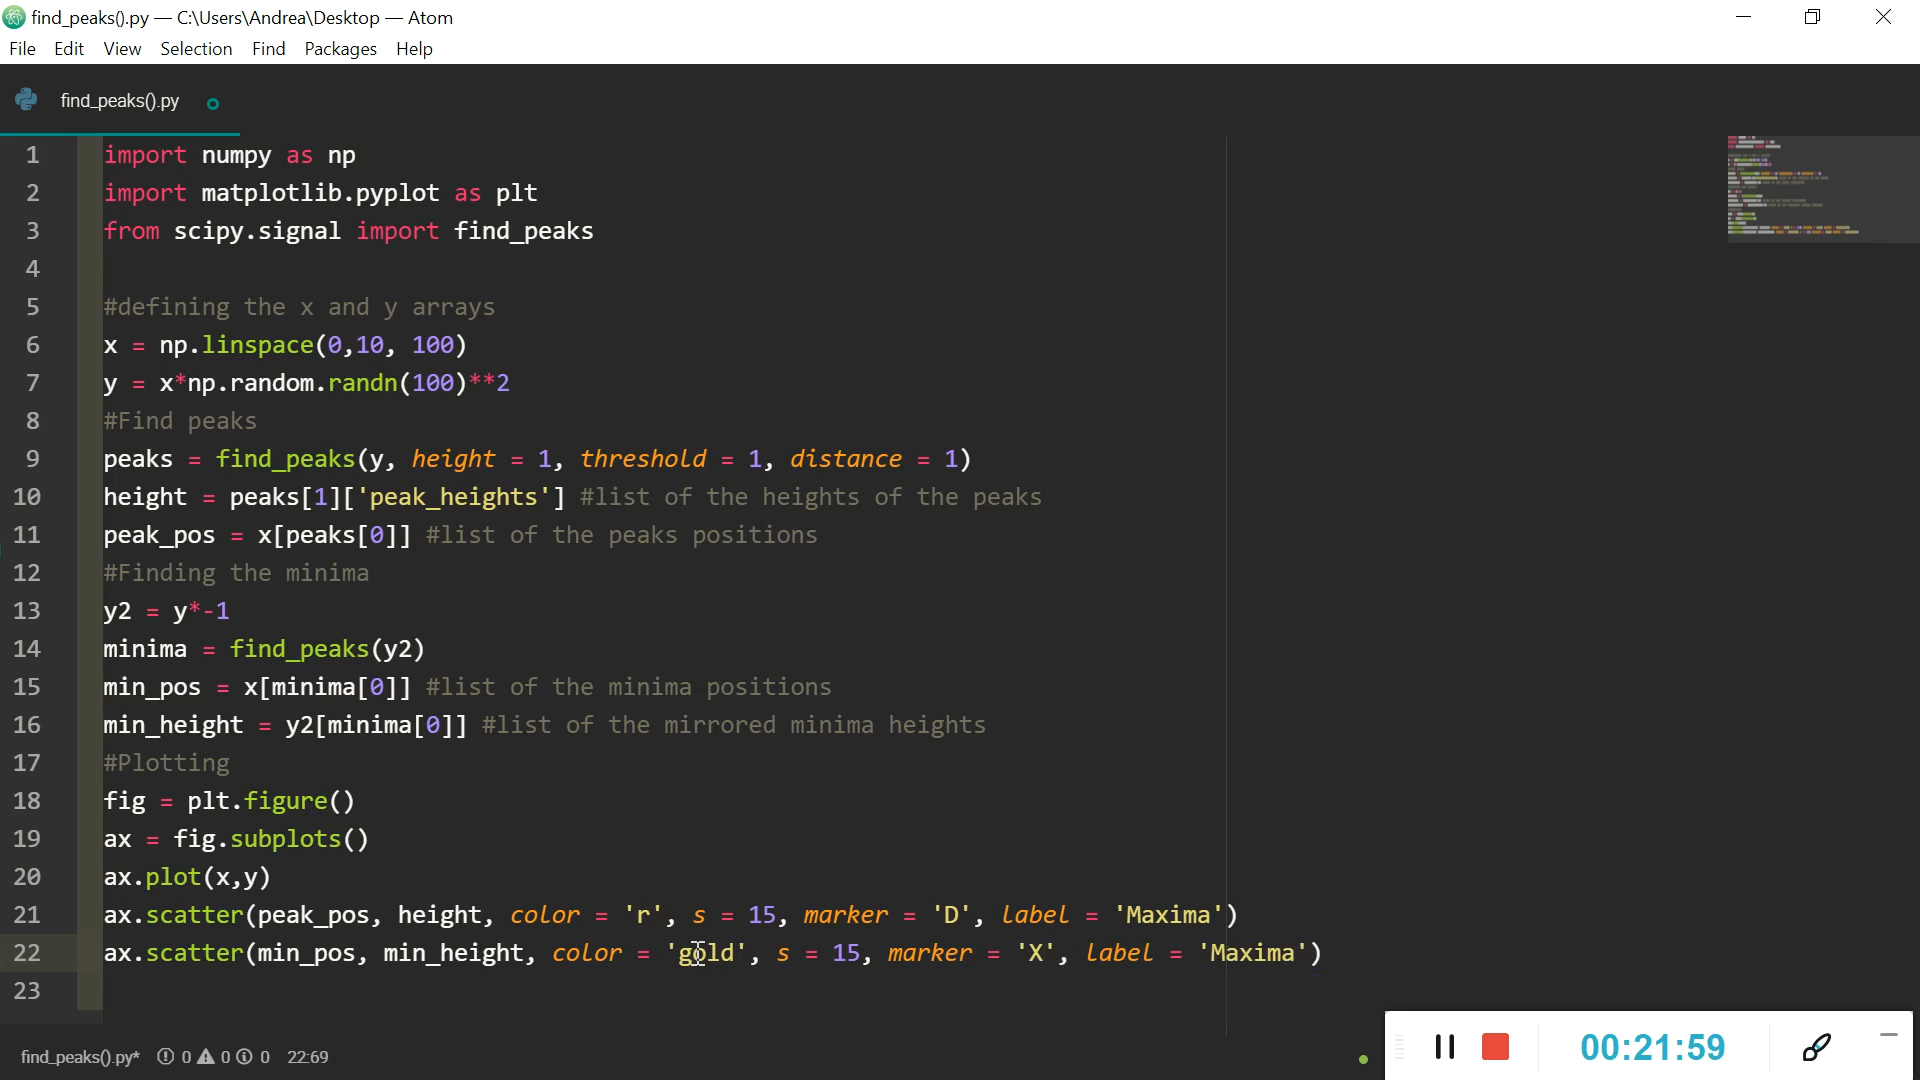 find_peaks().py — C:\Users\Andrea\Desktop — Atom
File Edit View Selection Find Packages Help
find_peaks().py
1 import numpy as np
2 import matplotlib.pyplot as plt
3 from scipy.signal import find_peaks
4
5 #defining the x and y arrays
6 x = np.linspace(0,10, 100)
7 y = x*np.random.randn(100)**2
8 #Find peaks
9 peaks = find_peaks(y, height = 1, threshold = 1, distance = 1)
10 height = peaks[1]['peak_heights'] #list of the heights of the peaks
11 peak_pos = x[peaks[0]] #list of the peaks positions
12 #Finding the minima
13 y2 = y*-1
14 minima = find_peaks(y2)
15 min_pos = x[minima[0]] #list of the minima positions
16 min_height = y2[minima[0]] #list of the mirrored minima heights
17 #Plotting
18 fig = plt.figure()
19 ax = fig.subplots()
20 ax.plot(x,y)
21 ax.scatter(peak_pos, height, color = 'r', s = 15, marker = 'D', label = 'Maxima')
22 ax.scatter(min_pos, min_height, color = 'gold', s = 15, marker = 'X', label = 'Maxima')
23
find_peaks().py* 0 0 0 22:69
00:21:59